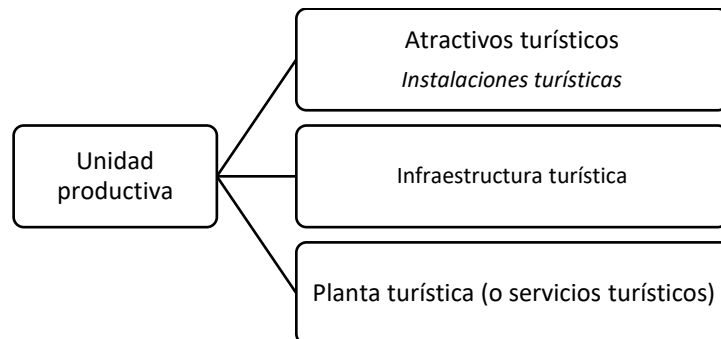 Atractivos turísticos
Instalaciones turísticas
Unidad
productiva
Infraestructura turística
Planta turística (o servicios turísticos)